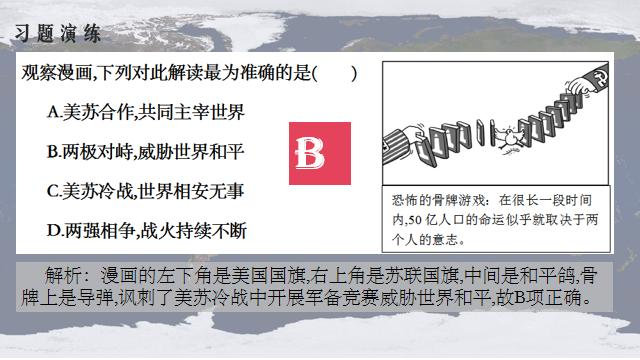 习题演练
观察漫画,下列对此解读最为准确的是(    )
A.美苏合作,共同主宰世界
B.两极对峙,威胁世界和平
C.美苏冷战,世界相安无事
D.两强相争,战火持续不断
B
恐怖的骨牌游戏：在很长一段时间
内,50 亿人口的命运似乎就取决于两
个人的意志。
解析：漫画的左下角是美国国旗,右上角是苏联国旗,中间是和平鸽,骨
牌上是导弹,讽刺了美苏冷战中开展军备竞赛威胁世界和平,故B项正确。